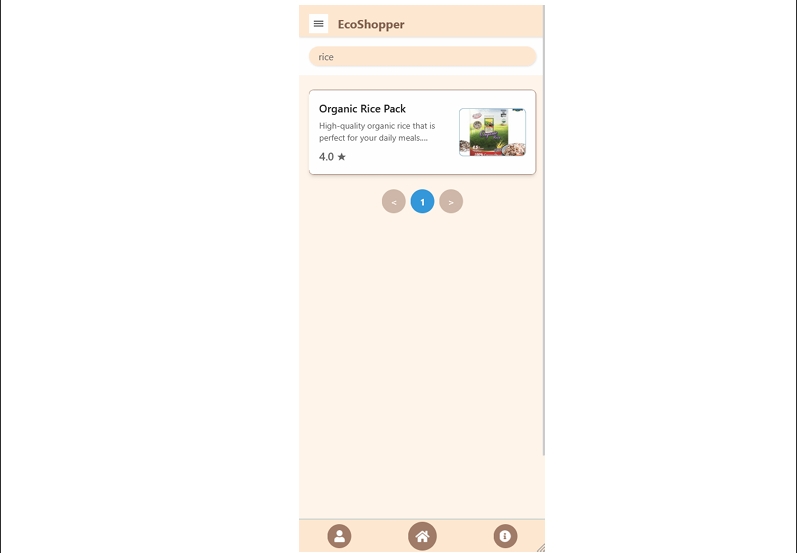 EcoShopper
rice
Organic Rice Pack
High-quality organic rice that is
perfect for your daily meals....
4.0 ★
< 1 >